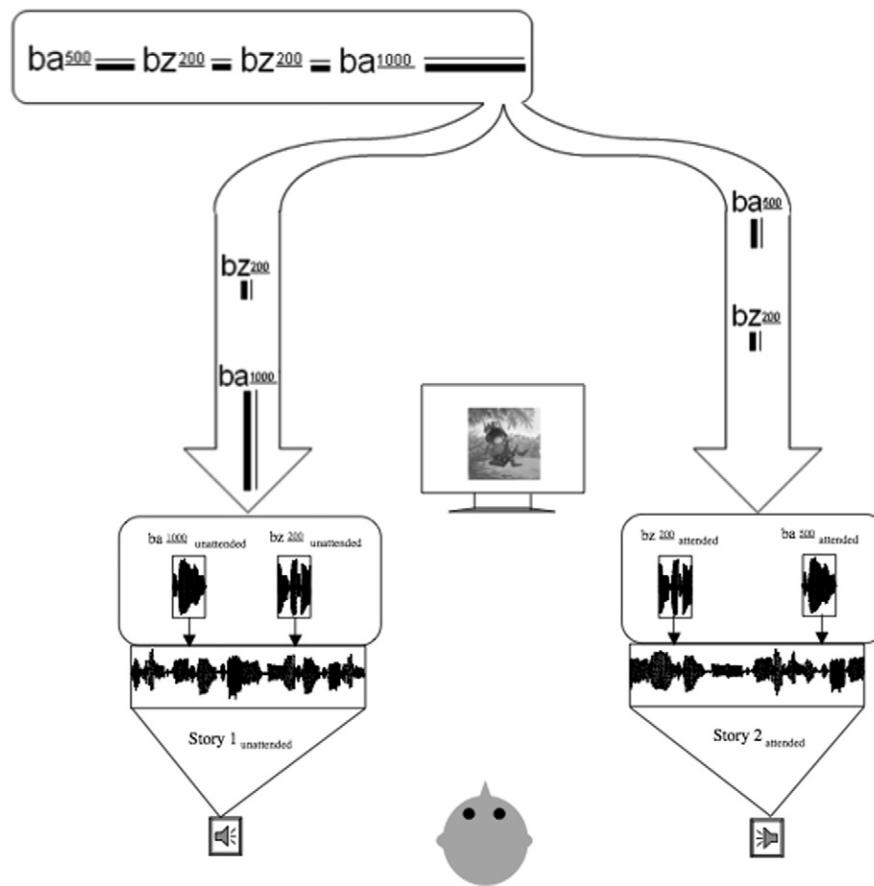 ba500 bz200 bz200 ba1000
ba500
bz200
bz200
ba1000
ba 1000 unattended bz 200 unattended
bz 200 attended ba 500 attended
Story 1 unattended
Story 2 attended